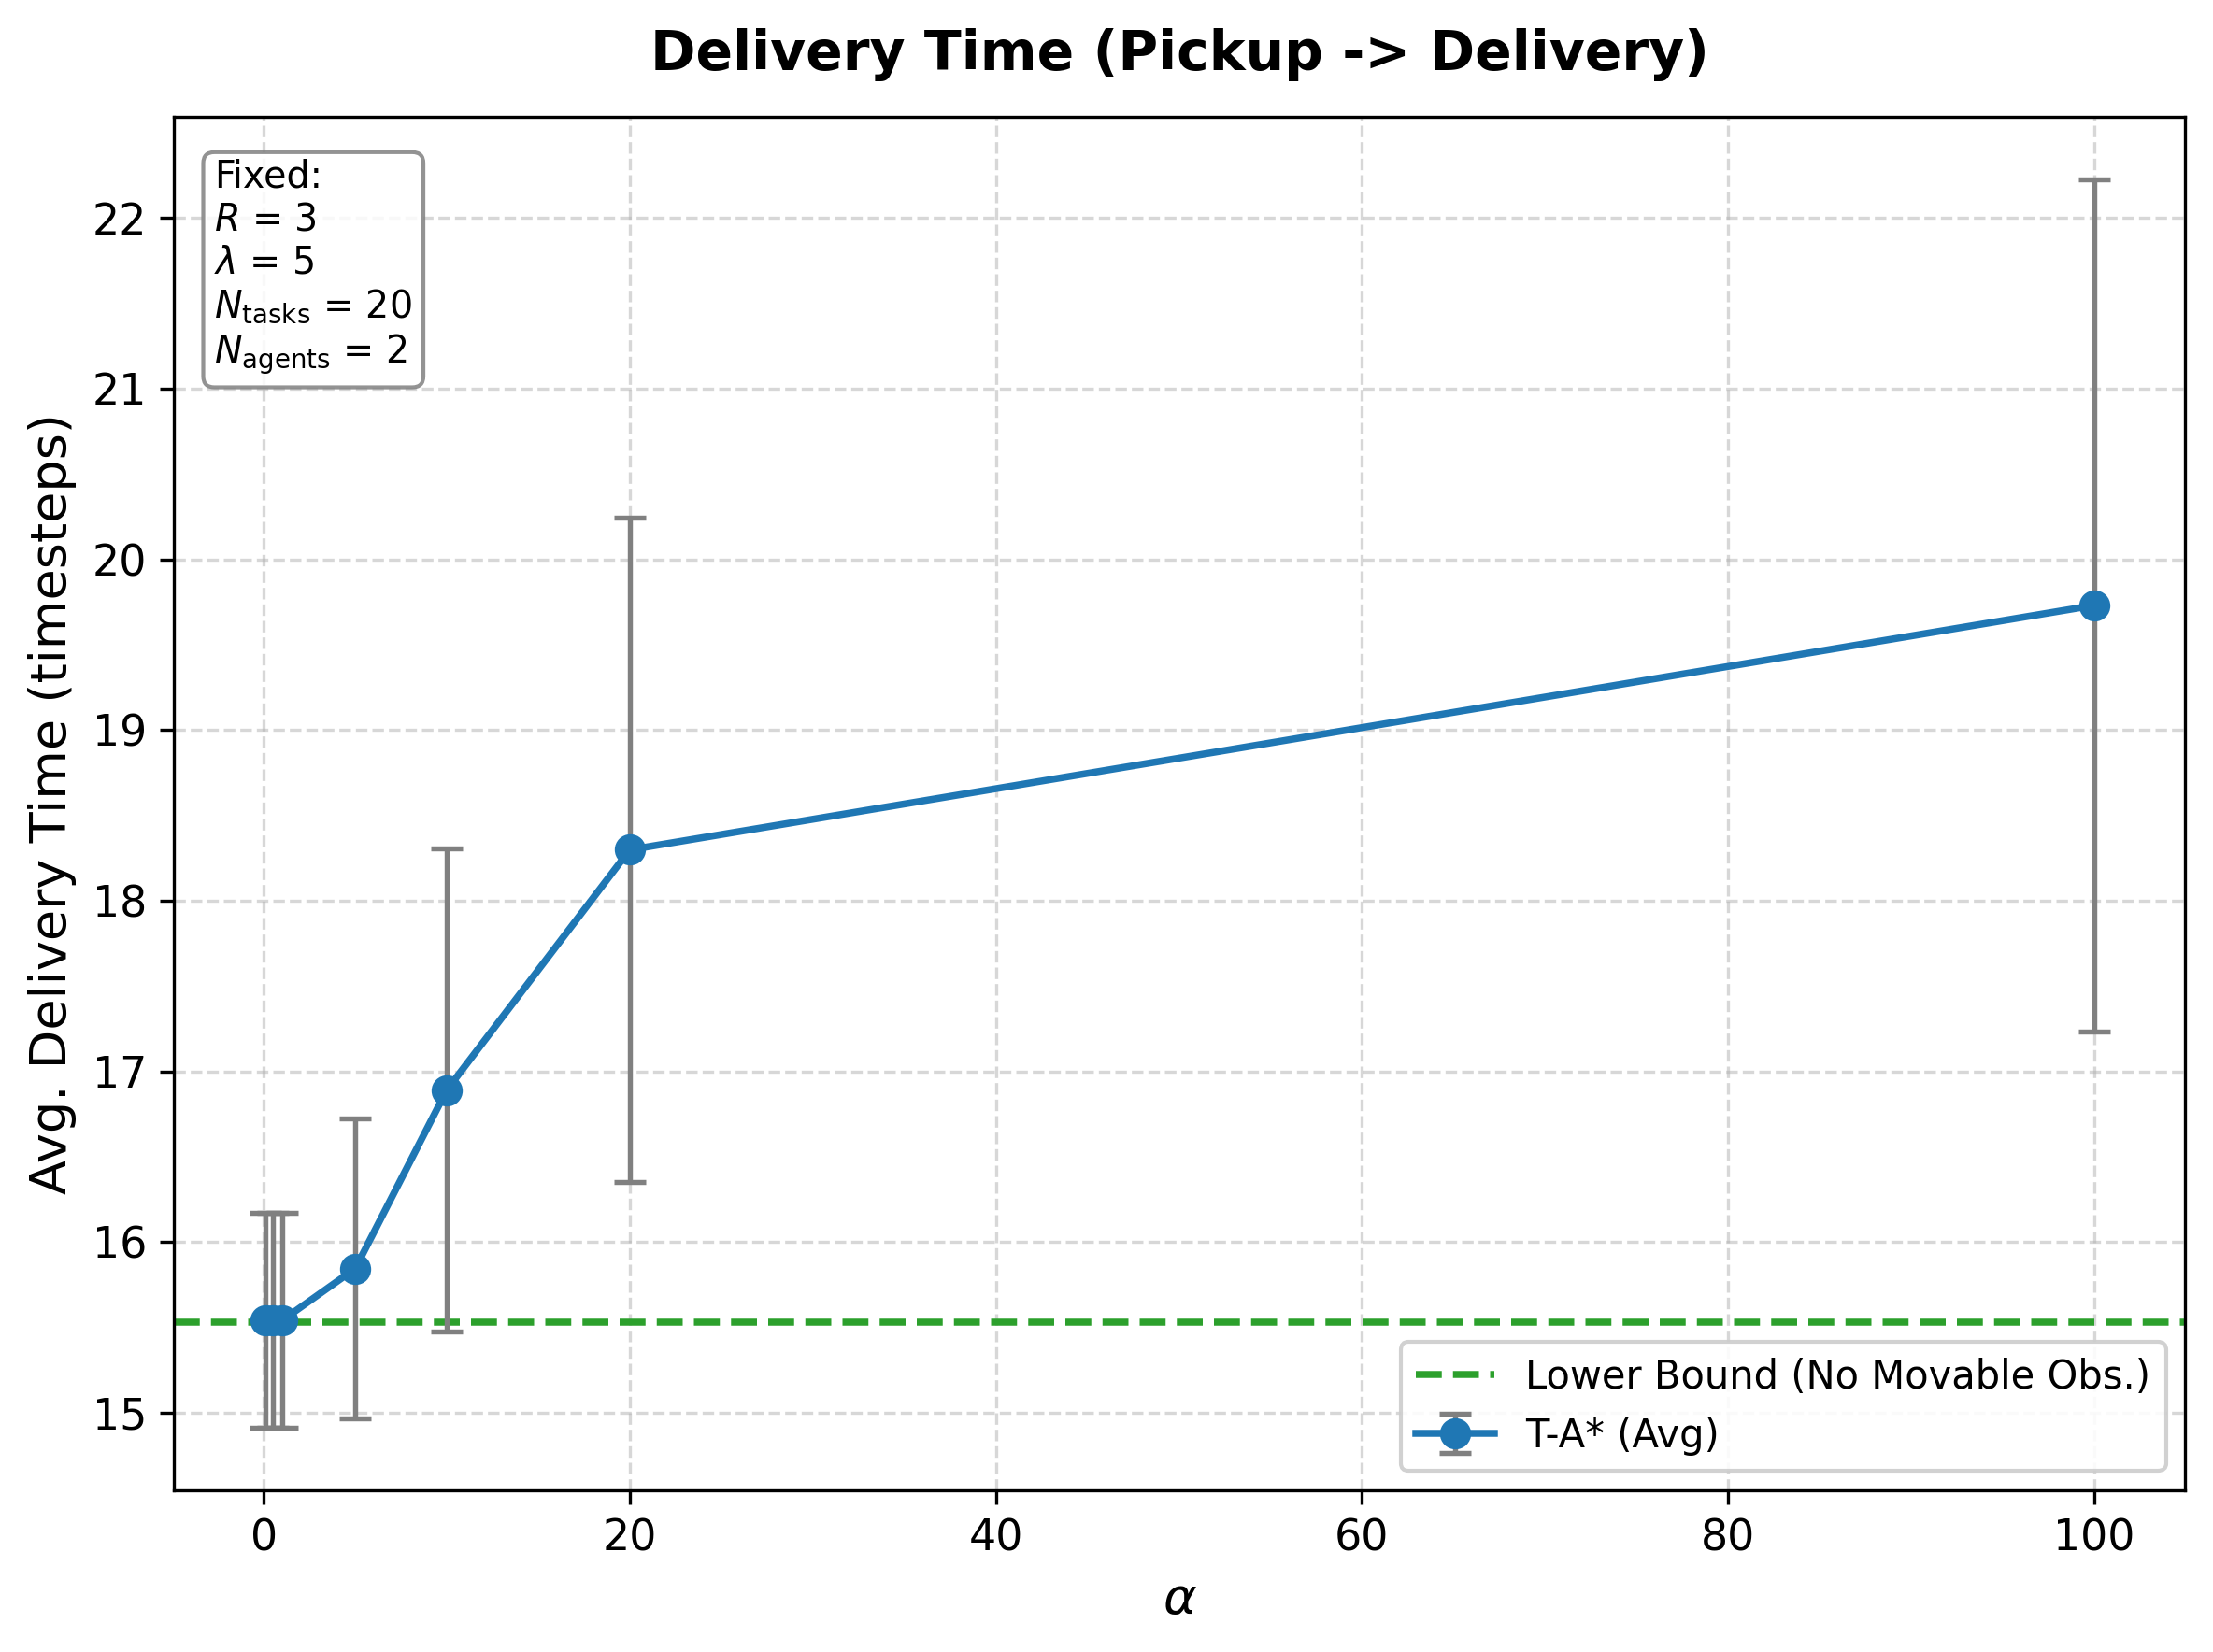 Delivery Time (Pickup -> Delivery)
Fixed:
R = 3
λ = 5
N_tasks = 20
N_agents = 2
22
21
20
19
18
17
16
15
Avg. Delivery Time (timesteps)
Lower Bound (No Movable Obs.)
T-A* (Avg)
0 20 40 60 80 100
α